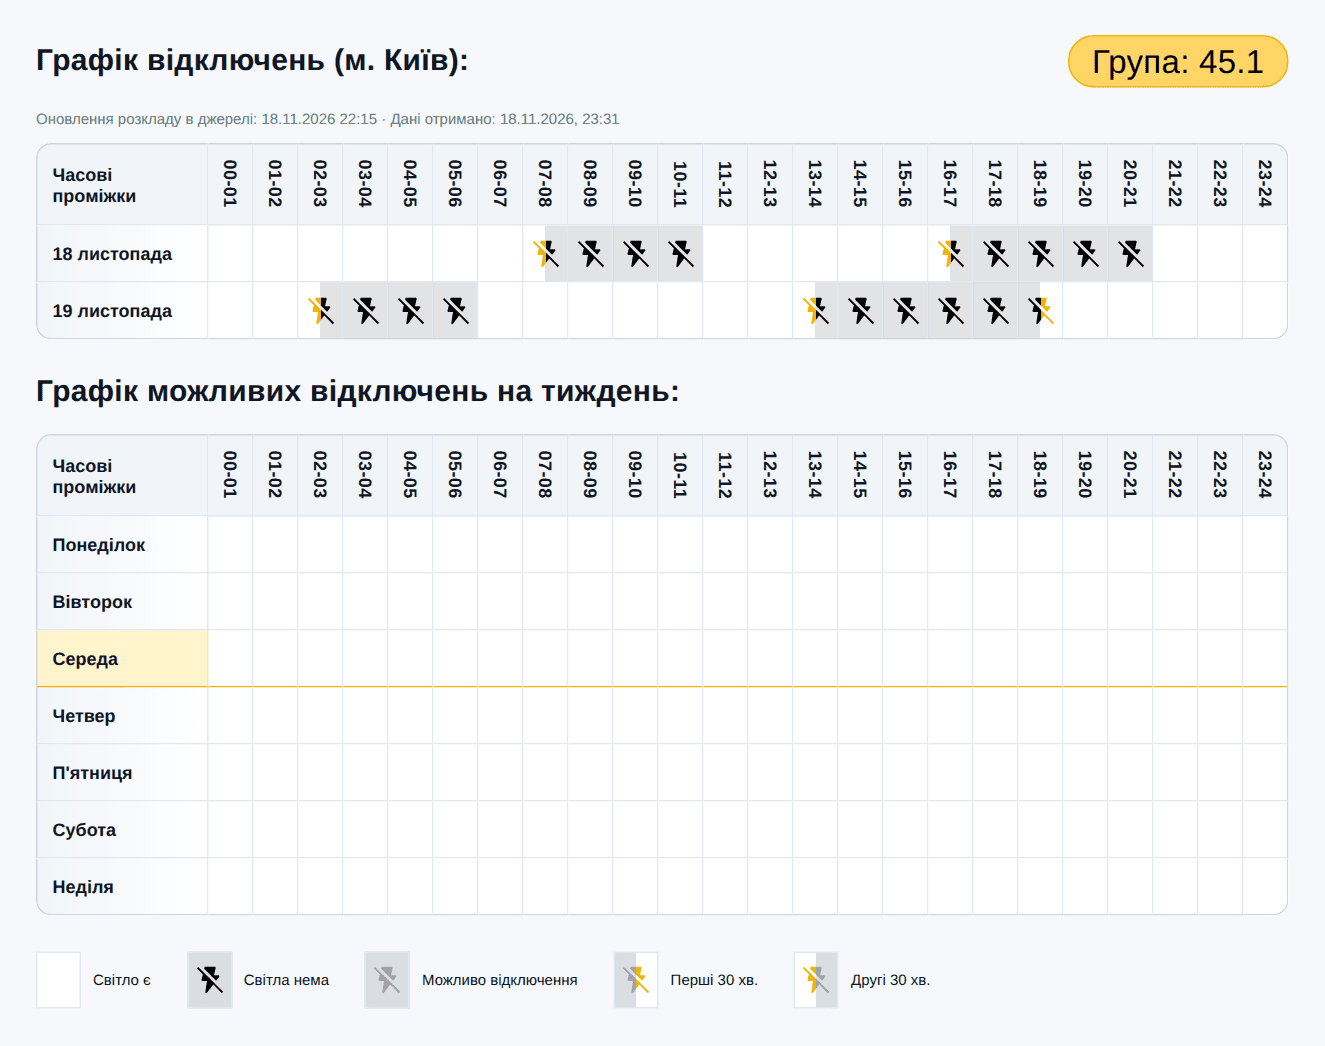 Графік відключень (м. Київ):
Група: 45.1
Оновлення розкладу в джерелі: 18.11.2026 22:15 · Дані отримано: 18.11.2026, 23:31
Часові проміжки 00-01 01-02 02-03 03-04 04-05 05-06 06-07 07-08 08-09 09-10 10-11 11-12 12-13 13-14 14-15 15-16 16-17 17-18 18-19 19-20 20-21 21-22 22-23 23-24
18 листопада
19 листопада
Графік можливих відключень на тиждень:
Часові проміжки 00-01 01-02 02-03 03-04 04-05 05-06 06-07 07-08 08-09 09-10 10-11 11-12 12-13 13-14 14-15 15-16 16-17 17-18 18-19 19-20 20-21 21-22 22-23 23-24
Понеділок
Вівторок
Середа
Четвер
П'ятниця
Субота
Неділя
Світло є Світла нема Можливо відключення Перші 30 хв. Другі 30 хв.